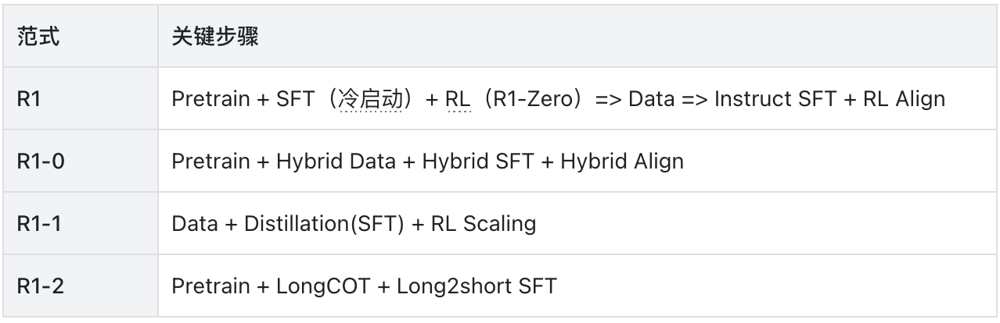 范式 关键步骤
R1 Pretrain + SFT（冷启动）+ RL（R1-Zero）=> Data => Instruct SFT + RL Align
R1-0 Pretrain + Hybrid Data + Hybrid SFT + Hybrid Align
R1-1 Data + Distillation(SFT) + RL Scaling
R1-2 Pretrain + LongCOT + Long2short SFT